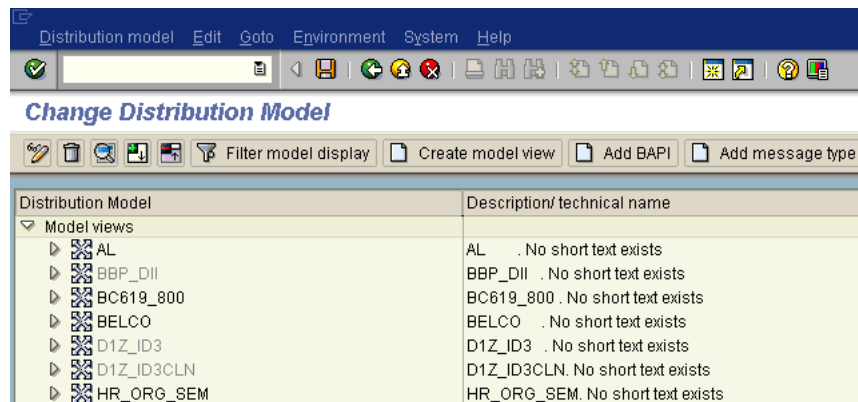 Distribution model Edit Goto Environment System Help
Change Distribution Model
Filter model display Create model view Add BAPI Add message type
Distribution Model Description/ technical name
Model views
AL AL . No short text exists
BBP_DII BBP_DII . No short text exists
BC619_800 BC619_800 . No short text exists
BELCO BELCO . No short text exists
D1Z_ID3 D1Z_ID3 . No short text exists
D1Z_ID3CLN D1Z_ID3CLN. No short text exists
HR_ORG_SEM HR_ORG_SEM. No short text exists